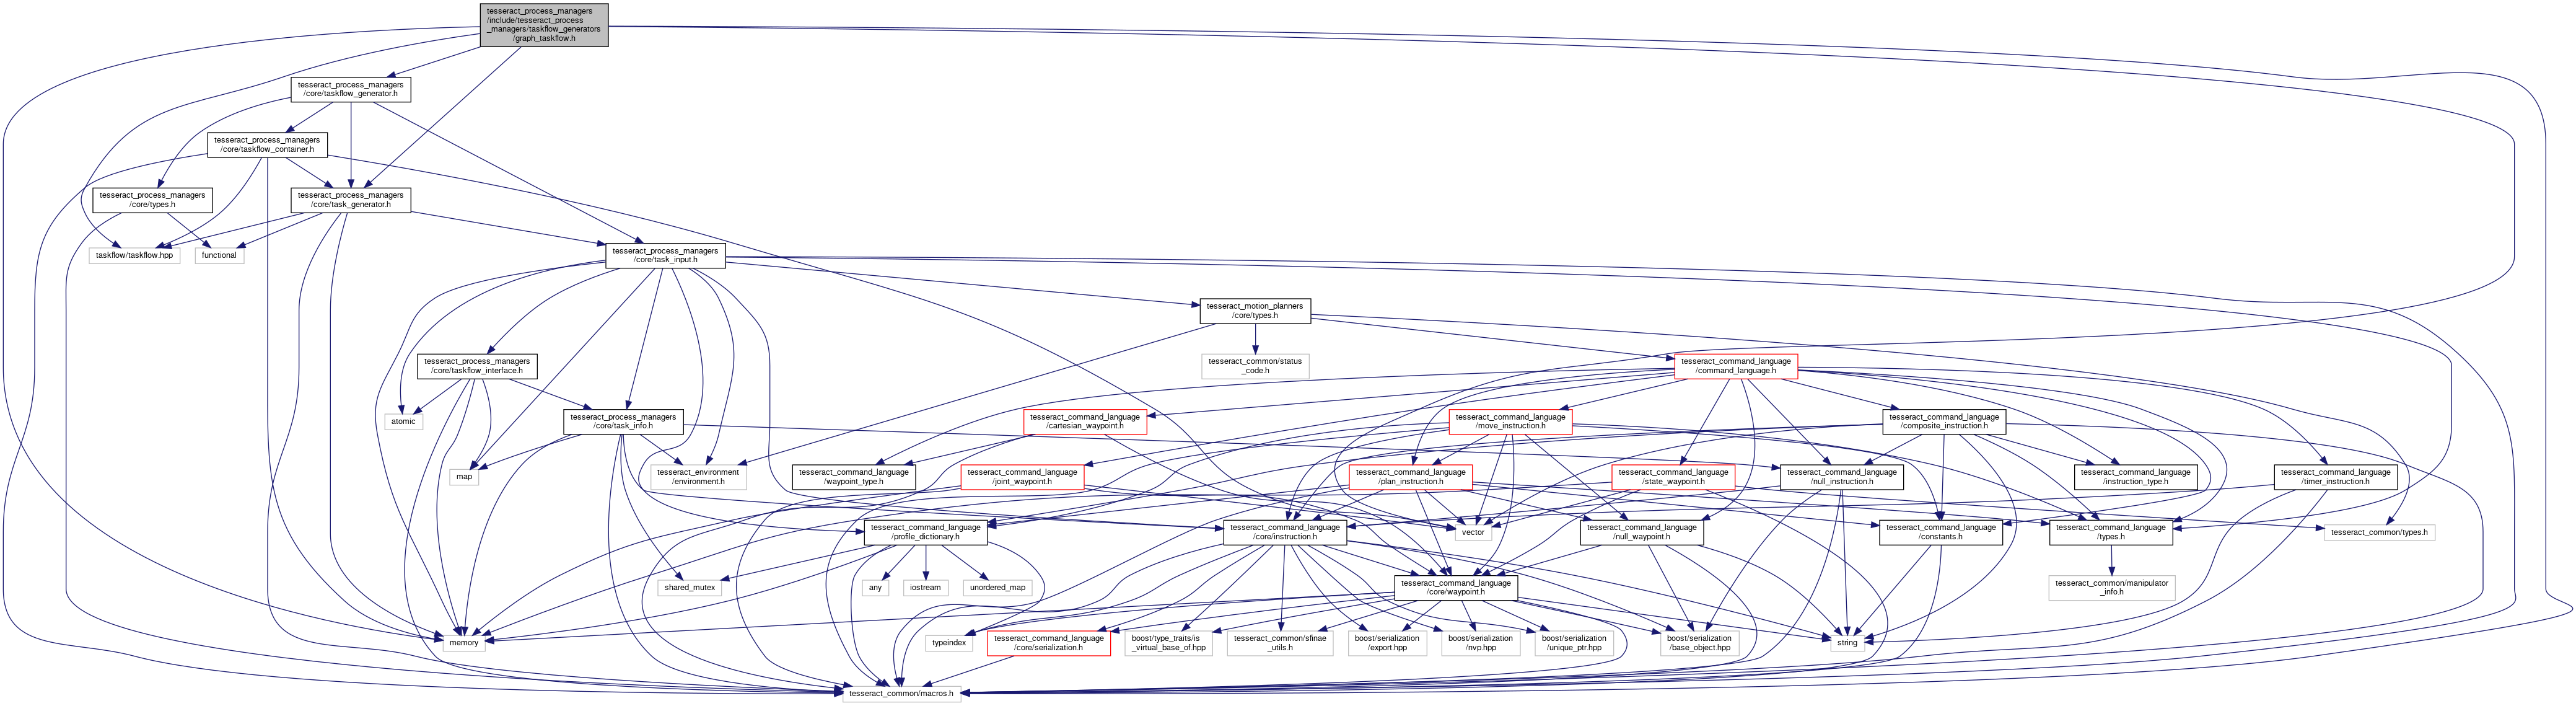 tesseract_process_managers
/include/tesseract_process
_managers/taskflow_generators
/graph_taskflow.h
tesseract_process_managers
/core/taskflow_generator.h
tesseract_process_managers
/core/taskflow_container.h
tesseract_process_managers
/core/types.h
tesseract_process_managers
/core/task_generator.h
taskflow/taskflow.hpp
functional
tesseract_process_managers
/core/task_input.h
tesseract_motion_planners
/core/types.h
tesseract_process_managers
/core/taskflow_interface.h
tesseract_common/status
_code.h
tesseract_command_language
/command_language.h
atomic
tesseract_process_managers
/core/task_info.h
tesseract_command_language
/cartesian_waypoint.h
tesseract_command_language
/move_instruction.h
tesseract_command_language
/composite_instruction.h
map
tesseract_environment
/environment.h
tesseract_command_language
/waypoint_type.h
tesseract_command_language
/joint_waypoint.h
tesseract_command_language
/plan_instruction.h
tesseract_command_language
/state_waypoint.h
tesseract_command_language
/null_instruction.h
tesseract_command_language
/instruction_type.h
tesseract_command_language
/timer_instruction.h
tesseract_command_language
/profile_dictionary.h
tesseract_command_language
/core/instruction.h
vector
tesseract_command_language
/null_waypoint.h
tesseract_command_language
/constants.h
tesseract_command_language
/types.h
tesseract_common/types.h
shared_mutex
any
iostream
unordered_map
tesseract_command_language
/core/waypoint.h
tesseract_common/manipulator
_info.h
memory
typeindex
tesseract_command_language
/core/serialization.h
boost/type_traits/is
_virtual_base_of.hpp
tesseract_common/sfinae
_utils.h
boost/serialization
/export.hpp
boost/serialization
/nvp.hpp
boost/serialization
/unique_ptr.hpp
boost/serialization
/base_object.hpp
string
tesseract_common/macros.h